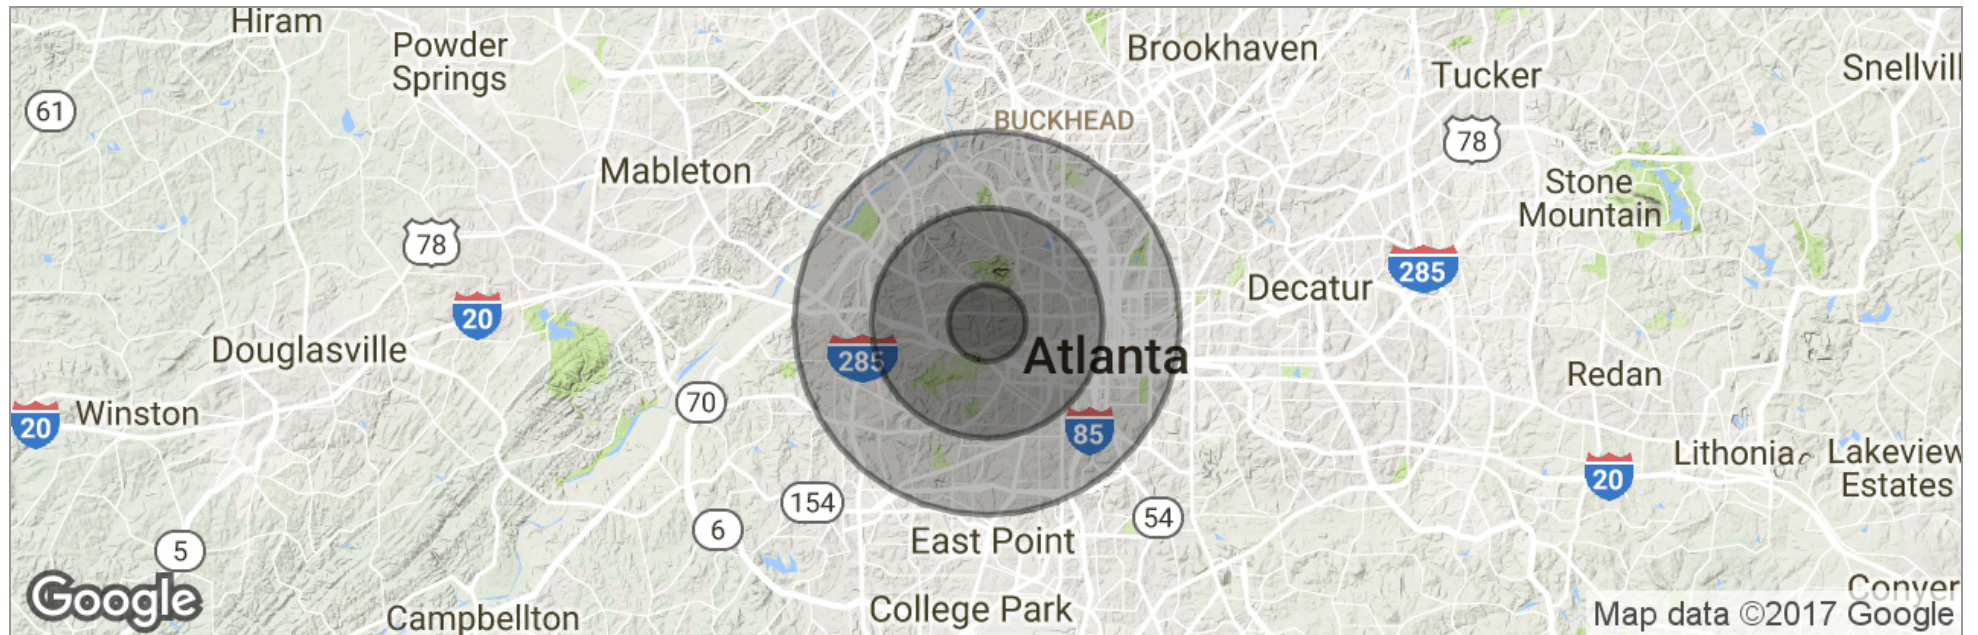 Hiram
Powder
Springs
Brookhaven
Tucker
Snellvill
61
BUCKHEAD
78
Mableton
Stone
Mountain
78
285
Decatur
20
Douglasville
285
Atlanta
Redan
70
20
Winston
85
Lithonia
Lakeview
Estates
20
154
54
6
East Point
5
Conyer
Google
Campbellton
College Park
Map data ©2017 Google